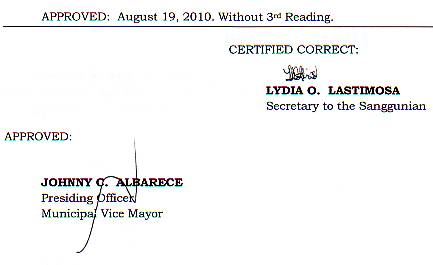 APPROVED: August 19, 2010. Without 3rd Reading.
CERTIFIED CORRECT:
LYDIA O. LASTIMOSA
Secretary to the Sanggunian
APPROVED:
JOHNNY C. ALBARECE
Presiding Officer
Municipal Vice Mayor